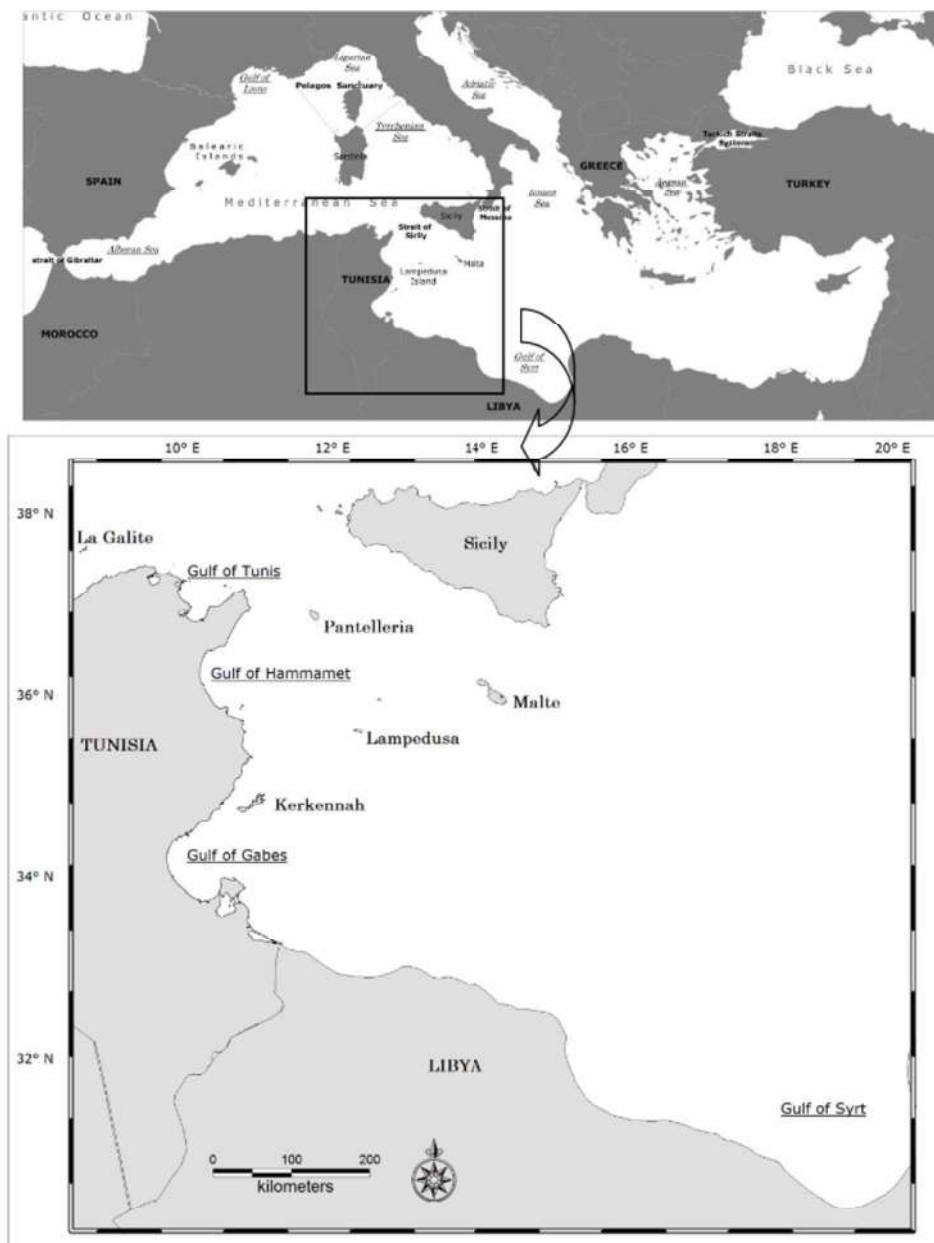 antic Ocean
Ligurian
Sea
Gulf of
Lions
Pelagos Sanctuary
Adriatic
Sea
Black Sea
Tyrrhenian
Sea
Turkish Straits
System
Balearic
Islands
Sardinia
GREECE
Aegean
Sea
SPAIN
TURKEY
Mediterranean Sea
Ionian
Sea
Sicily
Strait of
Messina
Strait of
Sicily
Alboran Sea
strait of Gibraltar
TUNISIA
Lampedusa
Island
Malta
MOROCCO
Gulf of
Syrt
LIBYA
10° E
12° E
14° E
16° E
18° E
20° E
38° N
La Galite
Sicily
Gulf of Tunis
Pantelleria
Gulf of Hammamet
36° N
Malte
Lampedusa
TUNISIA
Kerkennah
Gulf of Gabes
34° N
32° N
LIBYA
Gulf of Syrt
0 100 200
kilometers